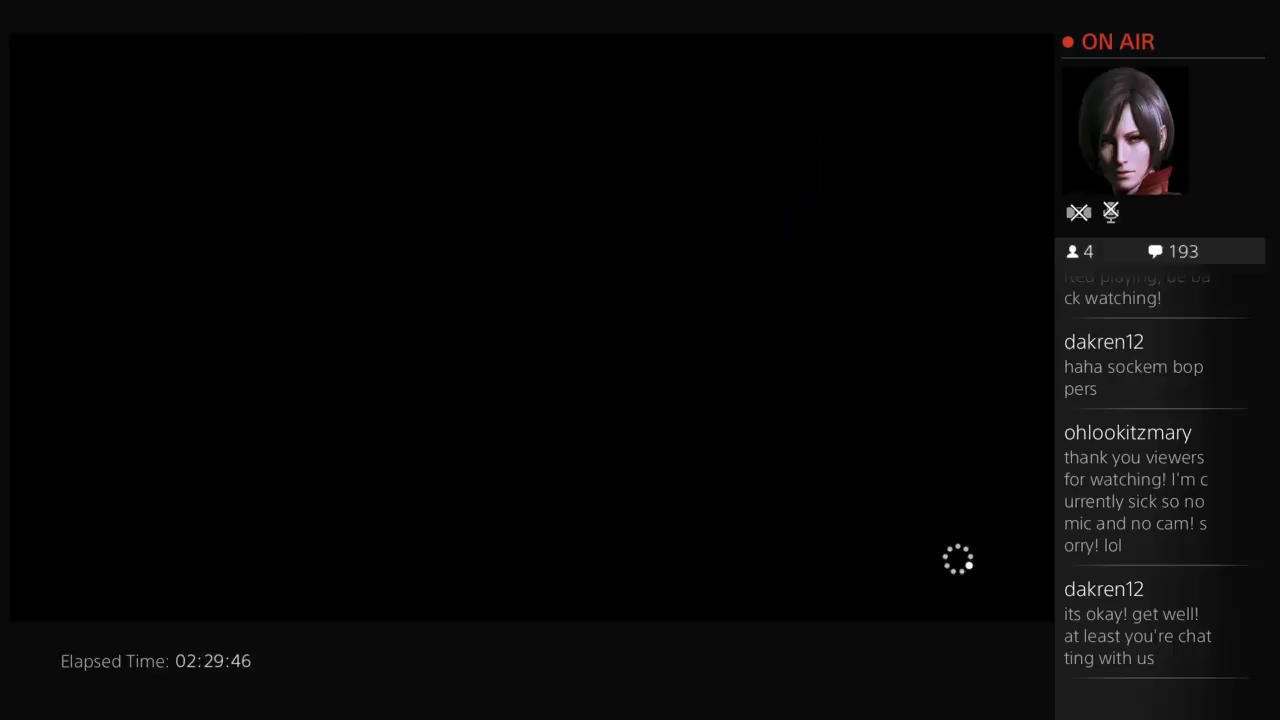 ON AIR
4 193
ck watching!
dakren12
haha sockem bop
pers
ohlookitzmary
thank you viewers
for watching! I'm c
urrently sick so no
mic and no cam! s
orry! lol
dakren12
its okay! get well!
at least you're chat
ting with us
Elapsed Time: 02:29:46